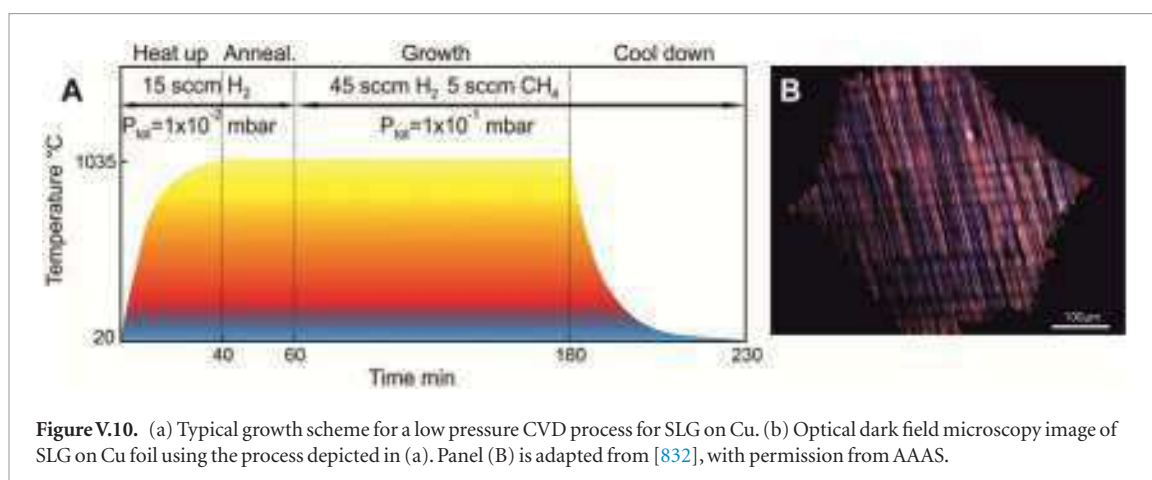 Heat up Anneal. Growth Cool down
A 15 sccm H₂ 45 sccm H₂ 5 sccm CH₄ B
Pₜₒₜ=1x10⁻² mbar Pₜₒₜ=1x10⁻¹ mbar
1035
Temperature °C
20
40 60 180 230
Time min
100μm
Figure V.10. (a) Typical growth scheme for a low pressure CVD process for SLG on Cu. (b) Optical dark field microscopy image of
SLG on Cu foil using the process depicted in (a). Panel (B) is adapted from [832], with permission from AAAS.